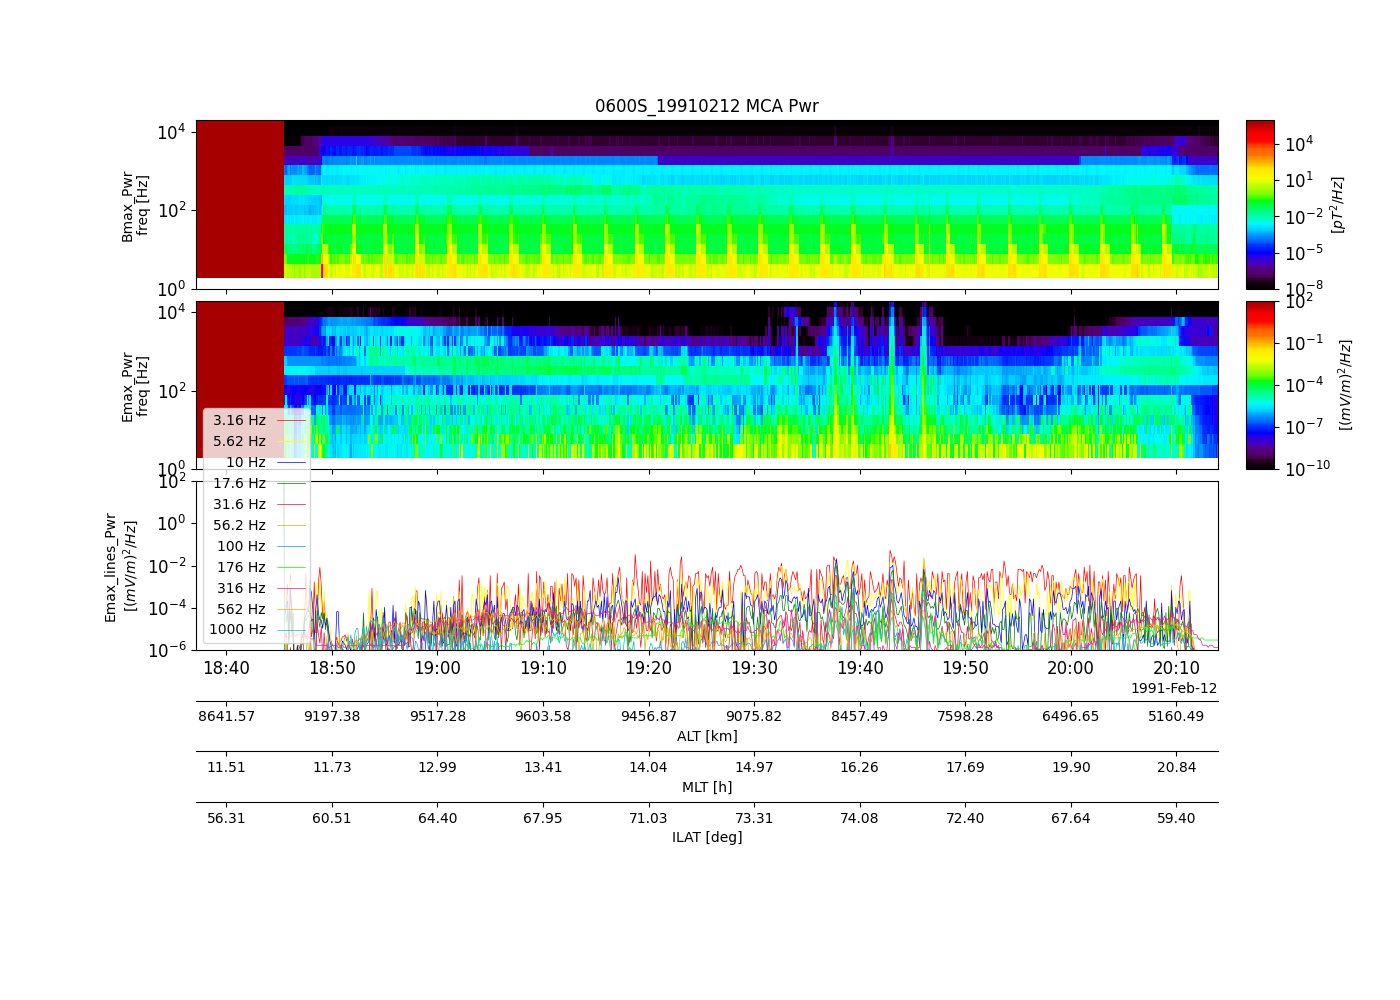 0600S_19910212 MCA Pwr
Bmax_Pwr
freq [Hz]
10^4
10^2
10^0
10^4
10^1
10^-2
10^-5
10^-8
[pT^2/Hz]
Emax_Pwr
freq [Hz]
10^4
10^2
10^0
10^2
10^-1
10^-4
10^-7
10^-10
[(mV/m)^2/Hz]
3.16 Hz
5.62 Hz
10 Hz
17.6 Hz
31.6 Hz
56.2 Hz
100 Hz
176 Hz
316 Hz
562 Hz
1000 Hz
Emax_lines_Pwr
[(mV/m)^2/Hz]
10^2
10^0
10^-2
10^-4
10^-6
18:40 18:50 19:00 19:10 19:20 19:30 19:40 19:50 20:00 20:10
1991-Feb-12
8641.57 9197.38 9517.28 9603.58 9456.87 9075.82 8457.49 7598.28 6496.65 5160.49
ALT [km]
11.51 11.73 12.99 13.41 14.04 14.97 16.26 17.69 19.90 20.84
MLT [h]
56.31 60.51 64.40 67.95 71.03 73.31 74.08 72.40 67.64 59.40
ILAT [deg]